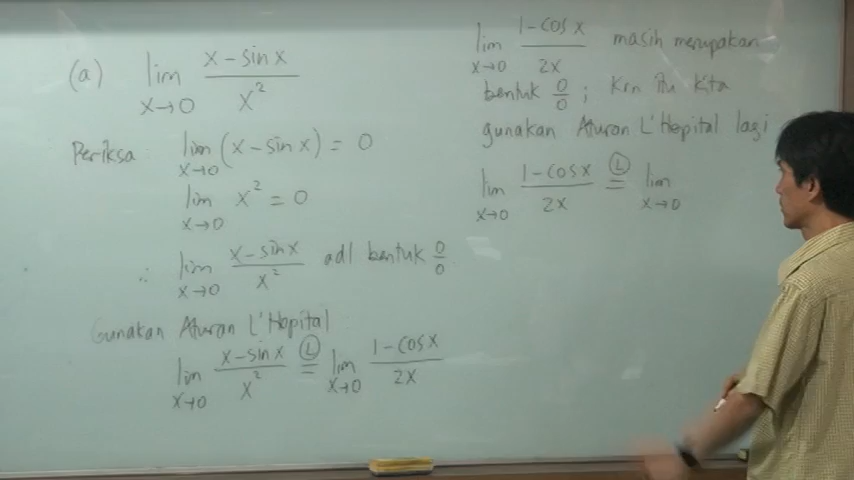 (a) lim x→0 (x - sin x)/x²
Periksa lim x→0 (x - sin x) = 0
lim x→0 x² = 0
∴ lim x→0 (x - sin x)/x² adl bentuk 0/0
Gunakan Aturan L'Hopital
lim x→0 (x - sin x)/x² =Ⓛ lim x→0 (1 - cos x)/2x
lim x→0 (1 - cos x)/2x masih merupakan
bentuk 0/0 ; krn itu kita
gunakan Aturan L'Hopital lagi
lim x→0 (1 - cos x)/2x =Ⓛ lim x→0